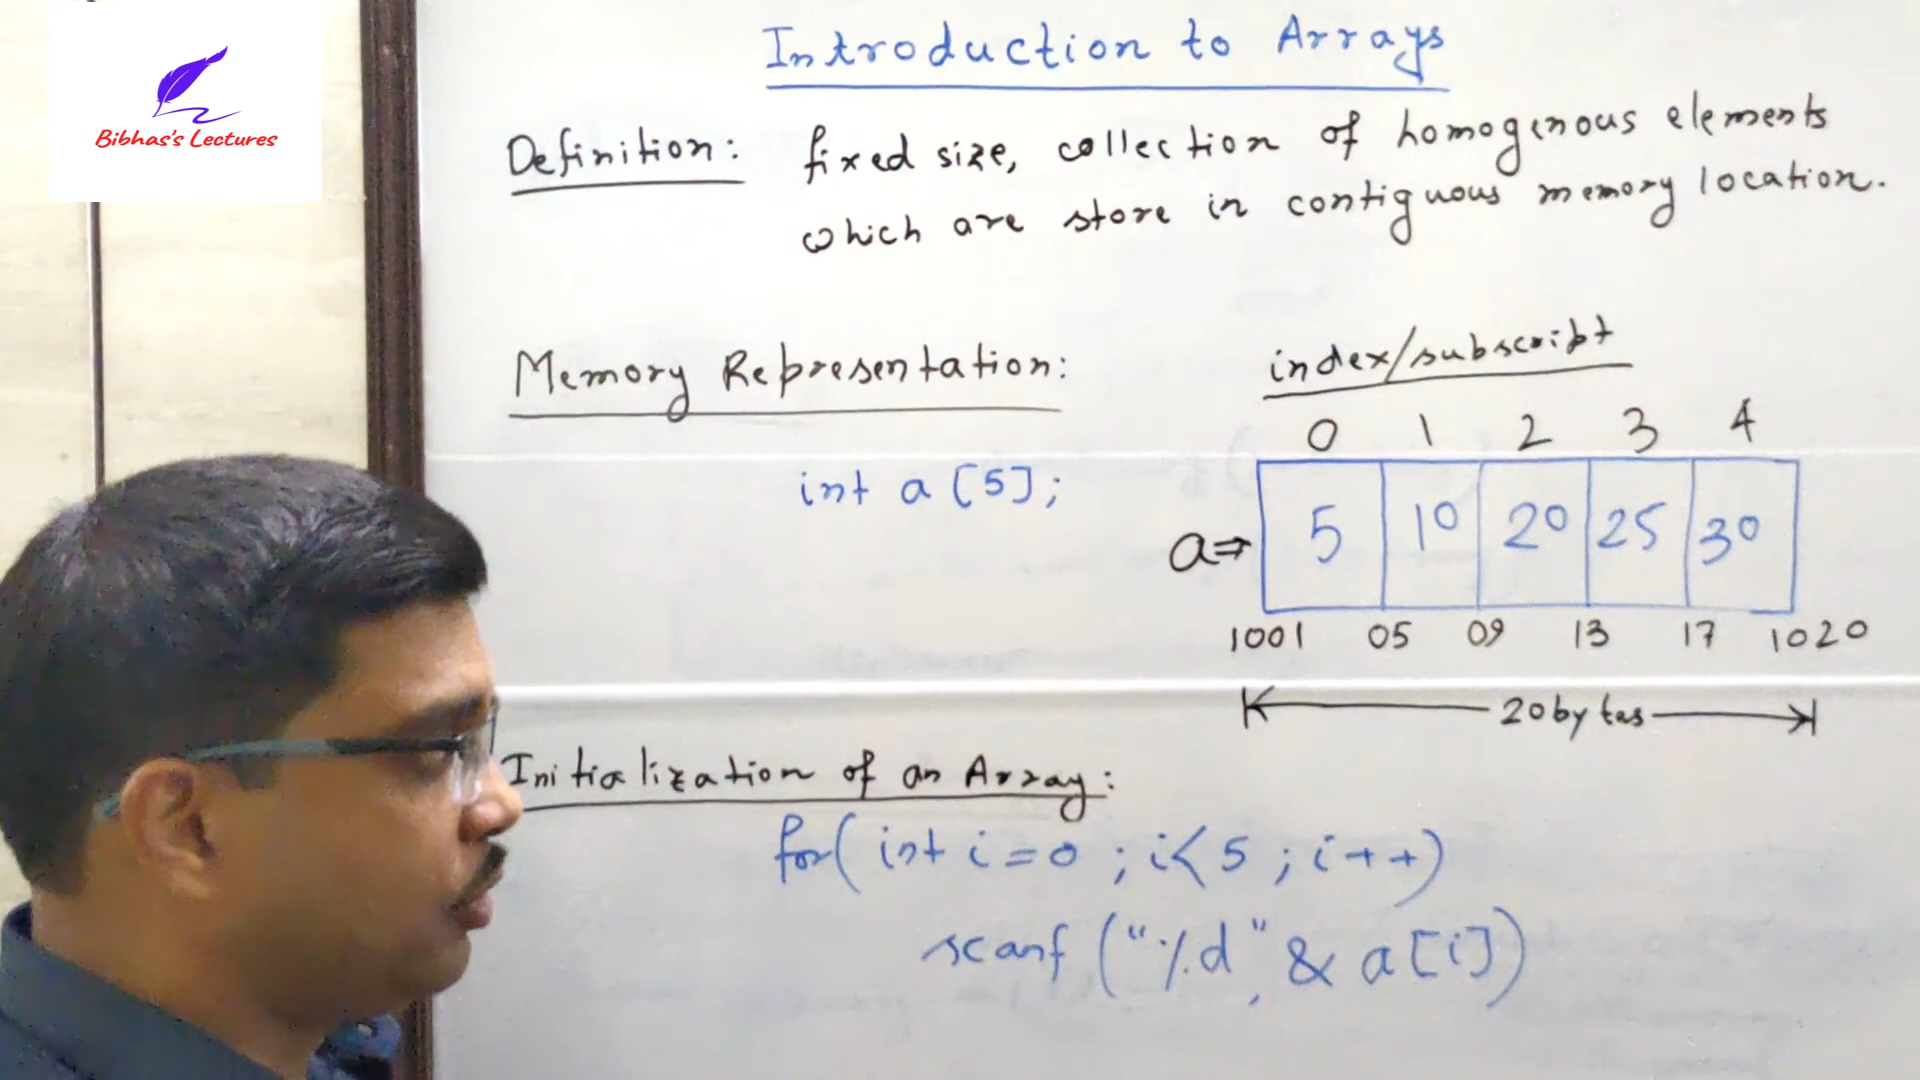 Bibhas's Lectures
Introduction to Arrays
Definition: fixed size, collection of homogenous elements
which are store in contiguous memory location.
Memory Representation:
index/subscript
0 1 2 3 4
int a [5];
a⇒ 5 10 20 25 30
1001 05 09 13 17 1020
20 bytes
Initialization of an Array:
for( int i = 0 ; i < 5 ; i + + )
scanf ( "%d", & a [i])